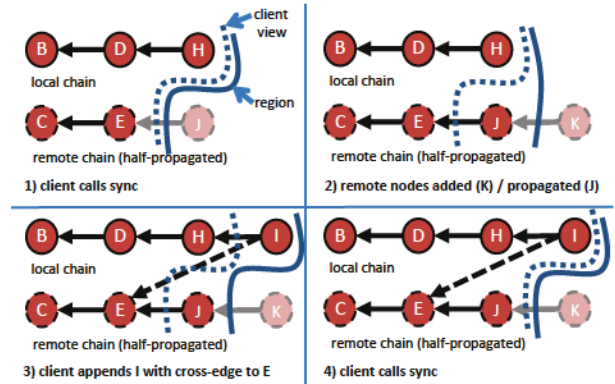 client
view
B D H
local chain
region
C E J
remote chain (half-propagated)
1) client calls sync
B D H
local chain
C E J K
remote chain (half-propagated)
2) remote nodes added (K) / propagated (J)
B D H I
local chain
C E J K
remote chain (half-propagated)
3) client appends I with cross-edge to E
B D H I
local chain
C E J K
remote chain (half-propagated)
4) client calls sync